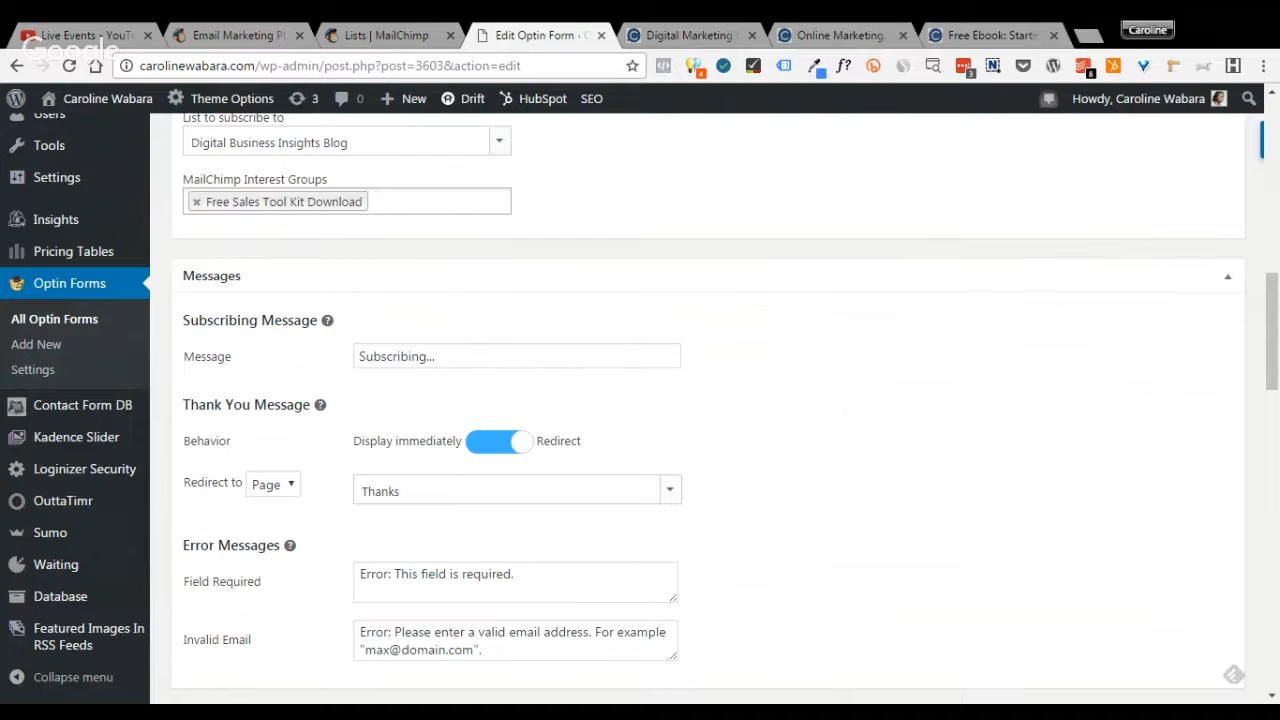 Live Events - YouT
Email Marketing Pl
Lists | MailChimp
Edit Optin Form ‹ C
Digital Marketing
Online Marketing,
Free Ebook: Starte
Caroline
Google
carolinewabara.com/wp-admin/post.php?post=3603&action=edit
4
3
8
Caroline Wabara
Theme Options
3
0
New
Drift
HubSpot
SEO
Howdy, Caroline Wabara
Users
Tools
Settings
Insights
Pricing Tables
Optin Forms
All Optin Forms
Add New
Settings
Contact Form DB
Kadence Slider
Loginizer Security
OuttaTimr
Sumo
Waiting
Database
Featured Images In
RSS Feeds
Collapse menu
List to subscribe to
Digital Business Insights Blog
MailChimp Interest Groups
× Free Sales Tool Kit Download
Messages
Subscribing Message
Message
Subscribing...
Thank You Message
Behavior
Display immediately
Redirect
Redirect to
Page
Thanks
Error Messages
Field Required
Error: This field is required.
Invalid Email
Error: Please enter a valid email address. For example
"max@domain.com".